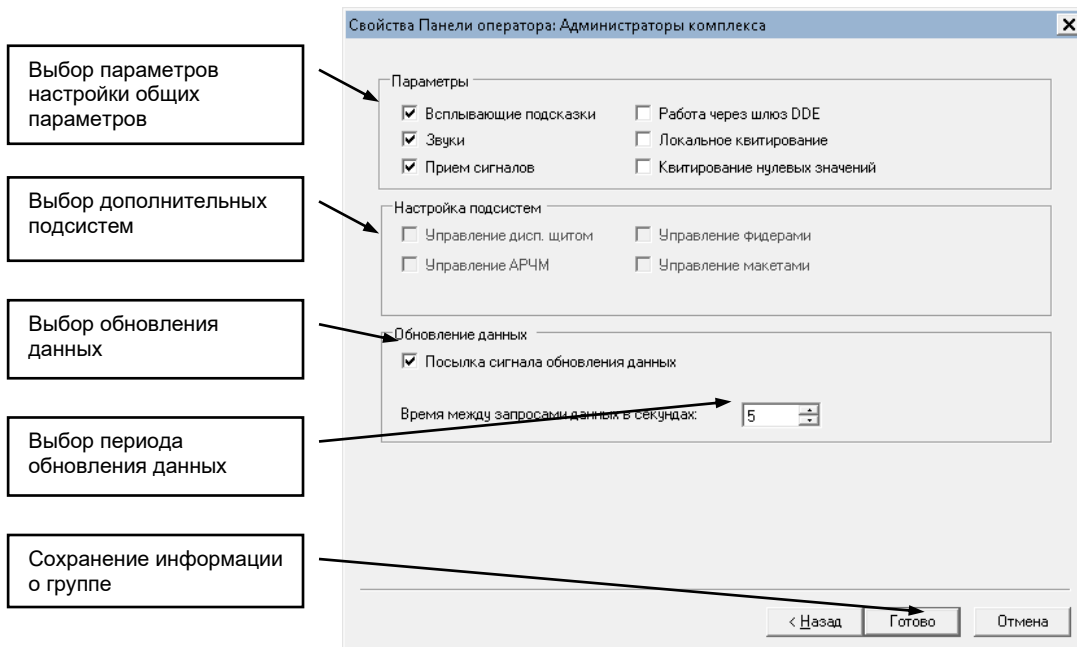 Свойства Панели оператора: Администраторы комплекса
Выбор параметров
настройки общих
параметров
Параметры
Всплывающие подсказки
Работа через шлюз DDE
Звуки
Локальное квитирование
Прием сигналов
Квитирование нулевых значений
Выбор дополнительных
подсистем
Настройка подсистем
Управление дисп. щитом
Управление фидерами
Управление АРЧМ
Управление макетами
Выбор обновления
данных
Обновление данных
Посылка сигнала обновления данных
Время между запросами данных в секундах:
5
Выбор периода
обновления данных
Сохранение информации
о группе
< Назад
Готово
Отмена